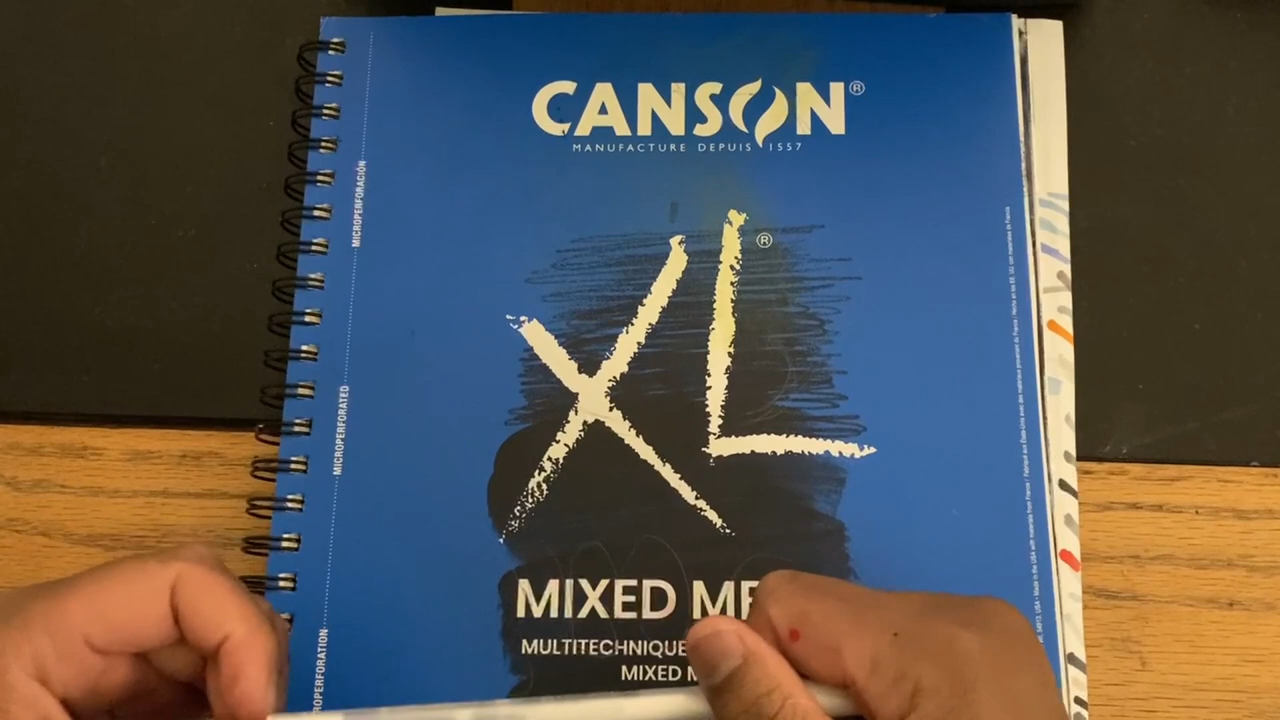 CANSON®
MANUFACTURE DEPUIS 1557
XL®
MIXED ME
MULTITECHNIQUE
MIXED M
MICROPERFORACIÓN
MICROPERFORATED